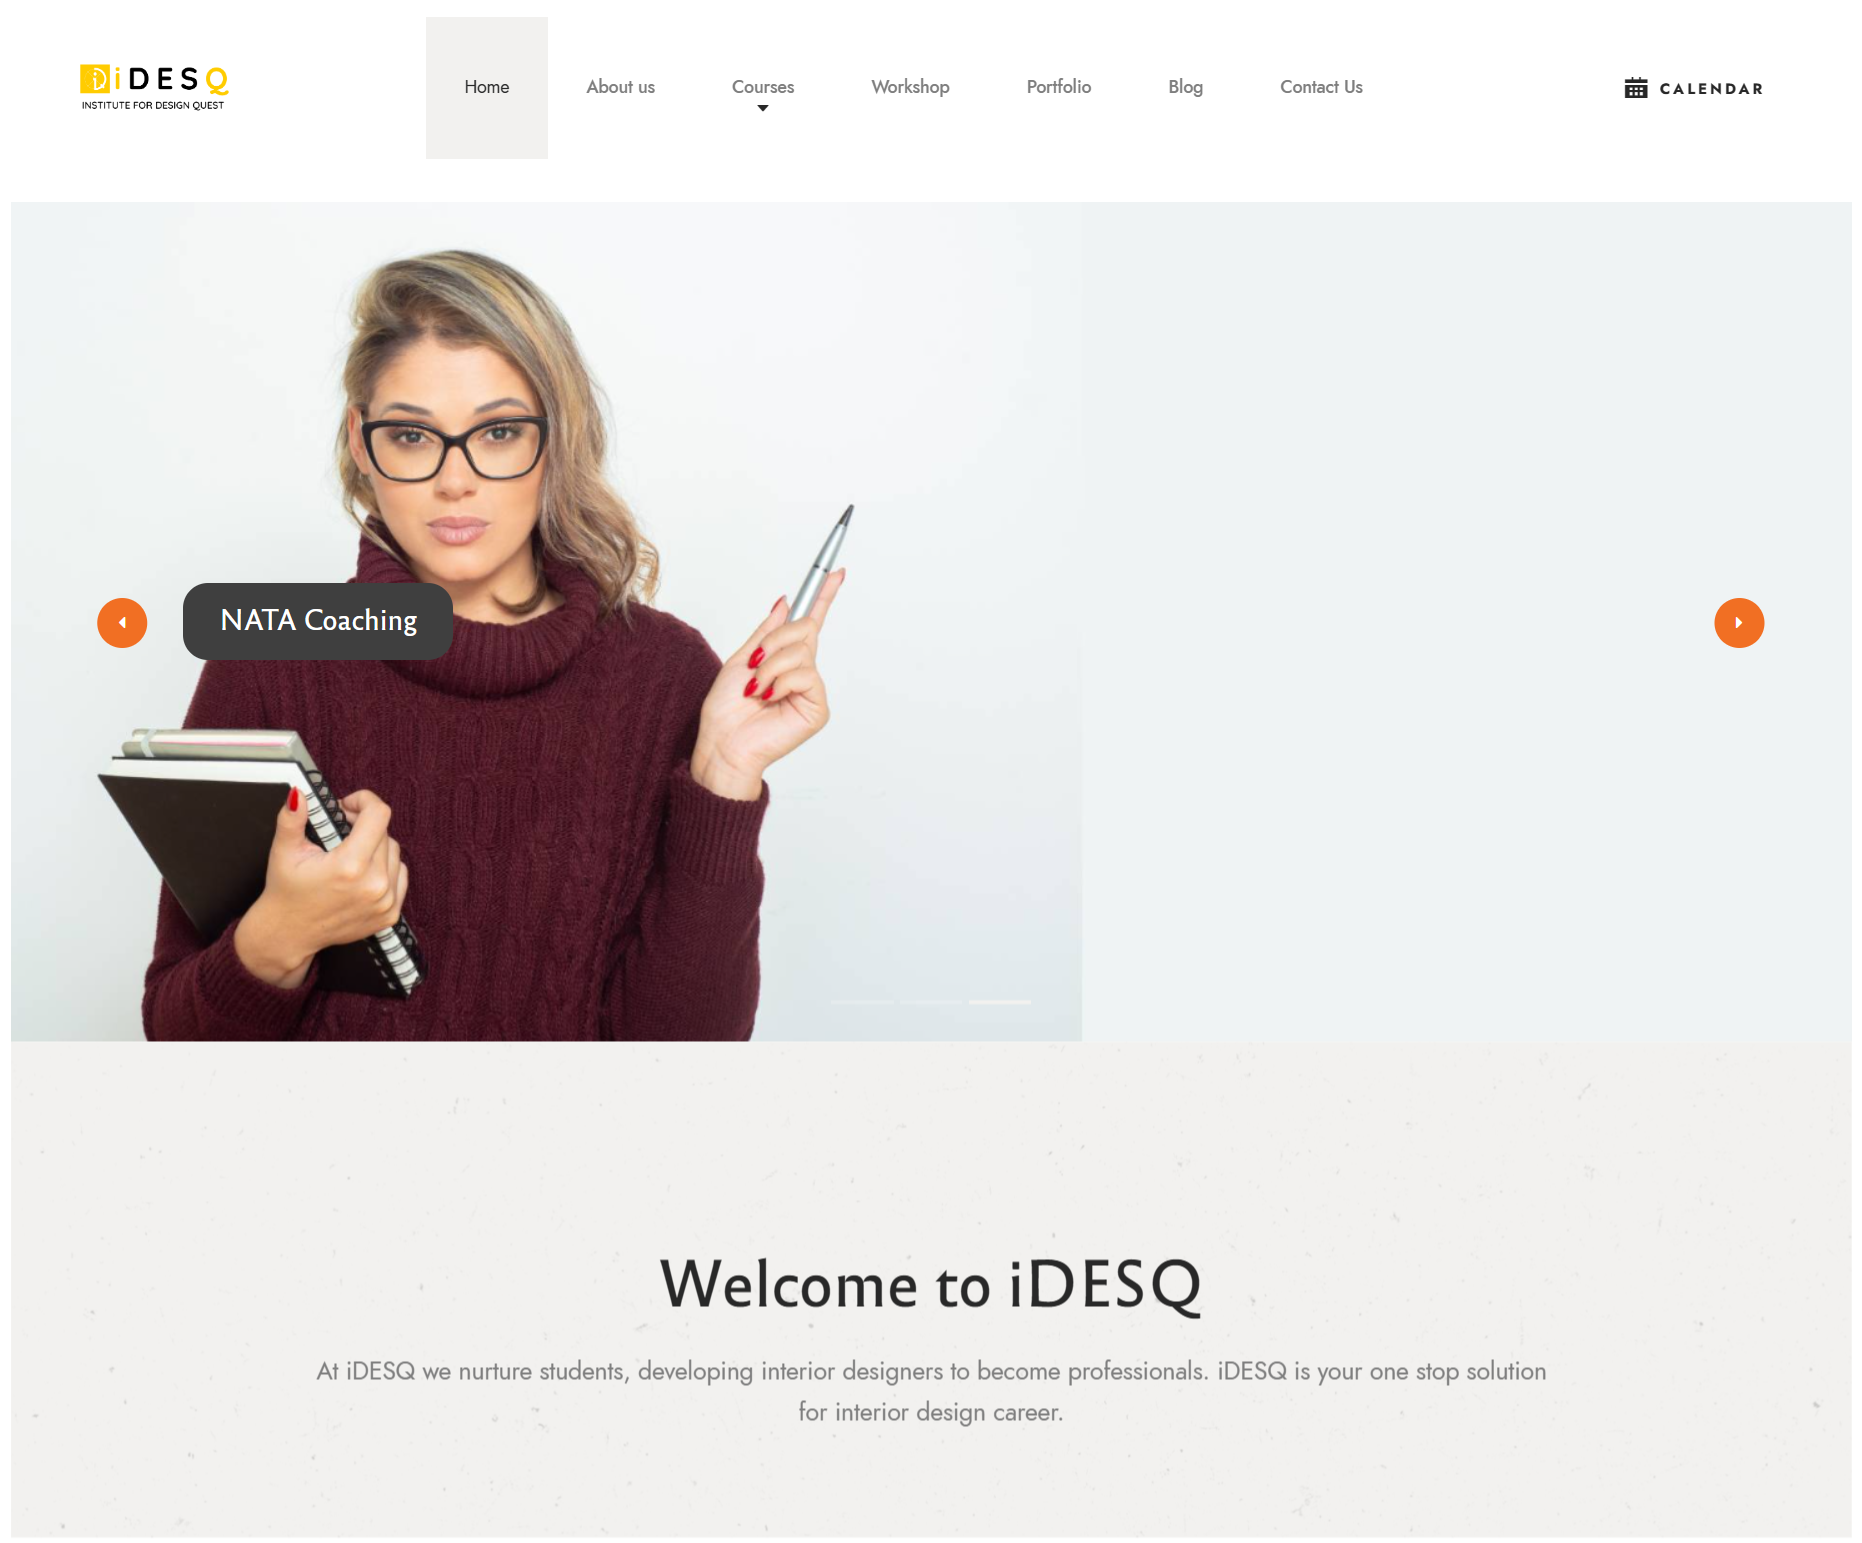 iDESQ
INSTITUTE FOR DESIGN QUEST
Home
About us
Courses
Workshop
Portfolio
Blog
Contact Us
CALENDAR
NATA Coaching
Welcome to iDESQ
At iDESQ we nurture students, developing interior designers to become professionals. iDESQ is your one stop solution
for interior design career.